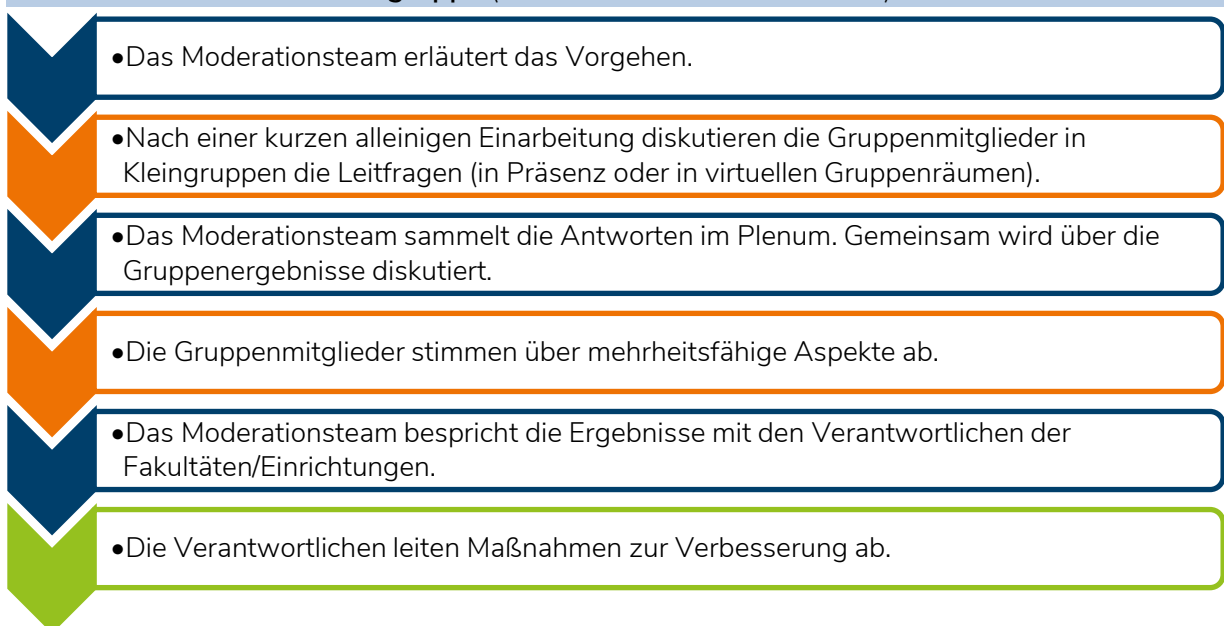 •Das Moderationsteam erläutert das Vorgehen.
•Nach einer kurzen alleinigen Einarbeitung diskutieren die Gruppenmitglieder in
Kleingruppen die Leitfragen (in Präsenz oder in virtuellen Gruppenräumen).
•Das Moderationsteam sammelt die Antworten im Plenum. Gemeinsam wird über die
Gruppenergebnisse diskutiert.
•Die Gruppenmitglieder stimmen über mehrheitsfähige Aspekte ab.
•Das Moderationsteam bespricht die Ergebnisse mit den Verantwortlichen der
Fakultäten/Einrichtungen.
•Die Verantwortlichen leiten Maßnahmen zur Verbesserung ab.